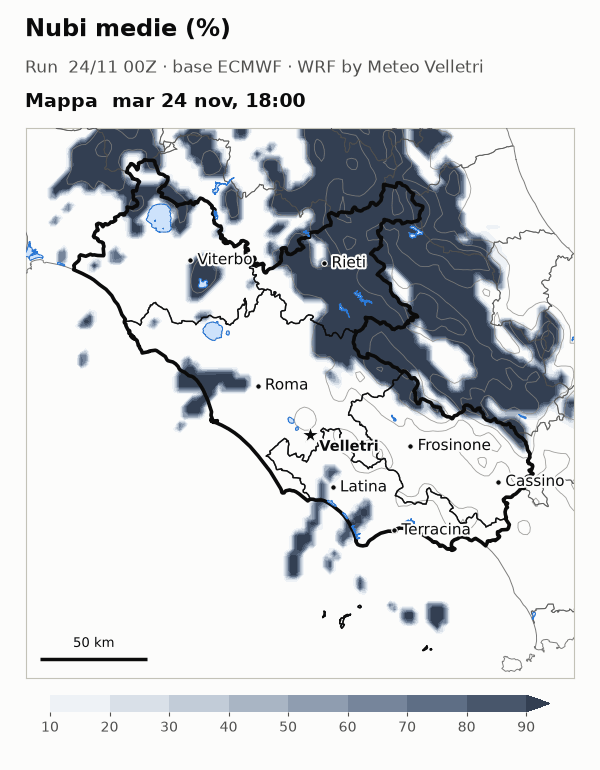 Nubi medie (%)
Run  24/11 00Z · base ECMWF · WRF by Meteo Velletri
Mappa  mar 24 nov, 18:00
Viterbo
Rieti
Roma
Velletri
Frosinone
Cassino
Latina
Terracina
50 km
10 20 30 40 50 60 70 80 90